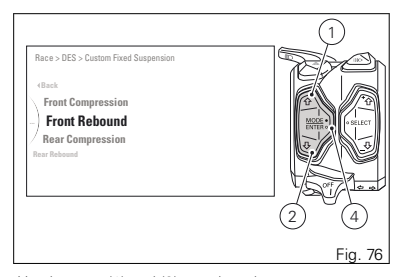 Race > DES > Custom Fixed Suspension
Back
Front Compression
Front Rebound
Rear Compression
Rear Rebound
1
MODE
ENTER
SELECT
OFF
2
4
Fig. 76